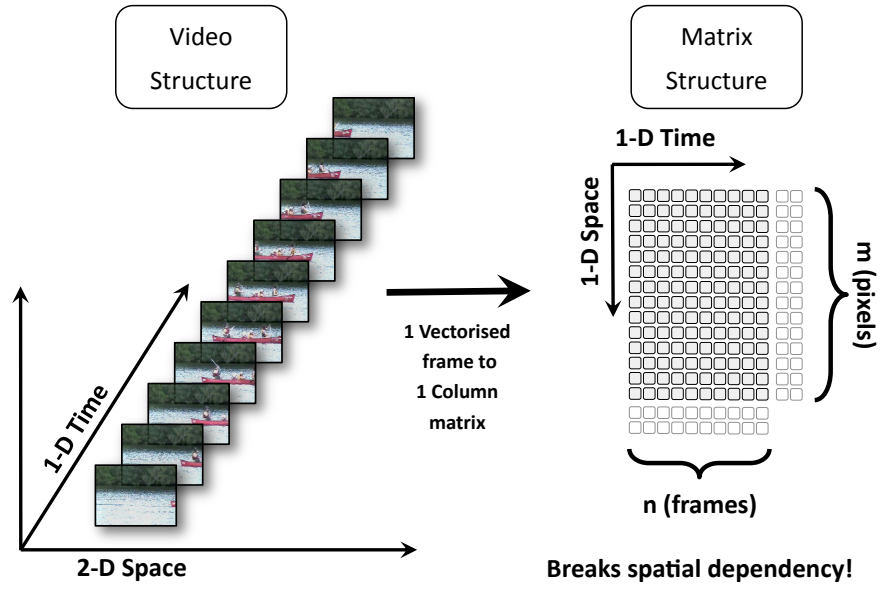 Video
Structure
1-D Time
2-D Space
1 Vectorised
frame to
1 Column
matrix
Matrix
Structure
1-D Time
1-D Space
m (pixels)
n (frames)
Breaks spatial dependency!